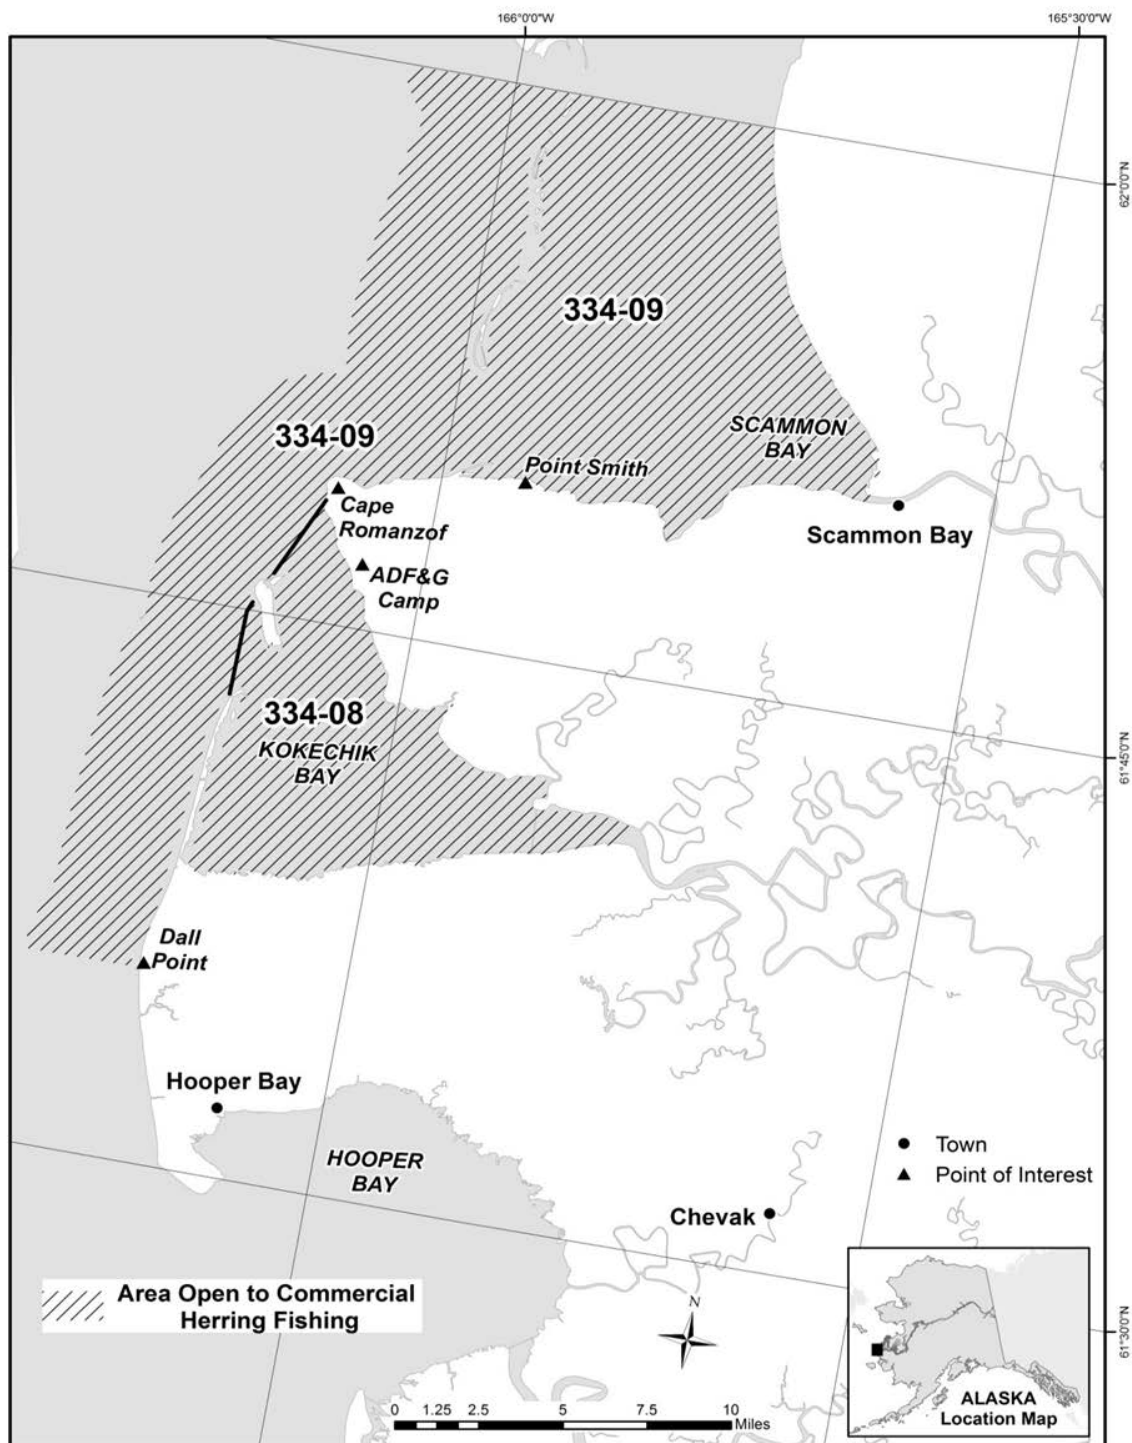 166°0'0"W
165°30'0"W
62°0'0"N
334-09
SCAMMON
BAY
334-09
Point Smith
Cape
Romanzof
Scammon Bay
ADF&G
Camp
334-08
KOKECHIK
BAY
61°45'0"N
Dall
Point
Hooper Bay
HOOPER
BAY
Town
Point of Interest
Chevak
Area Open to Commercial
Herring Fishing
N
61°30'0"N
0 1.25 2.5 5 7.5 10
Miles
ALASKA
Location Map